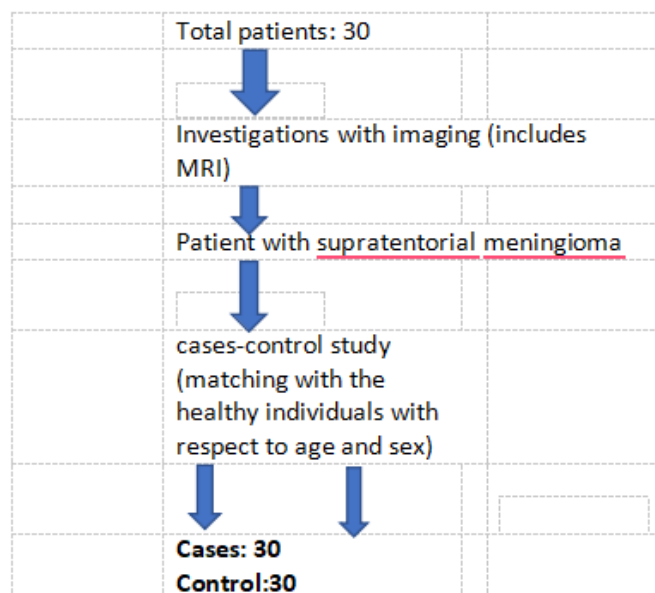 Total patients: 30
Investigations with imaging (includes
MRI)
Patient with supratentorial meningioma
cases-control study
(matching with the
healthy individuals with
respect to age and sex)
Cases: 30
Control:30